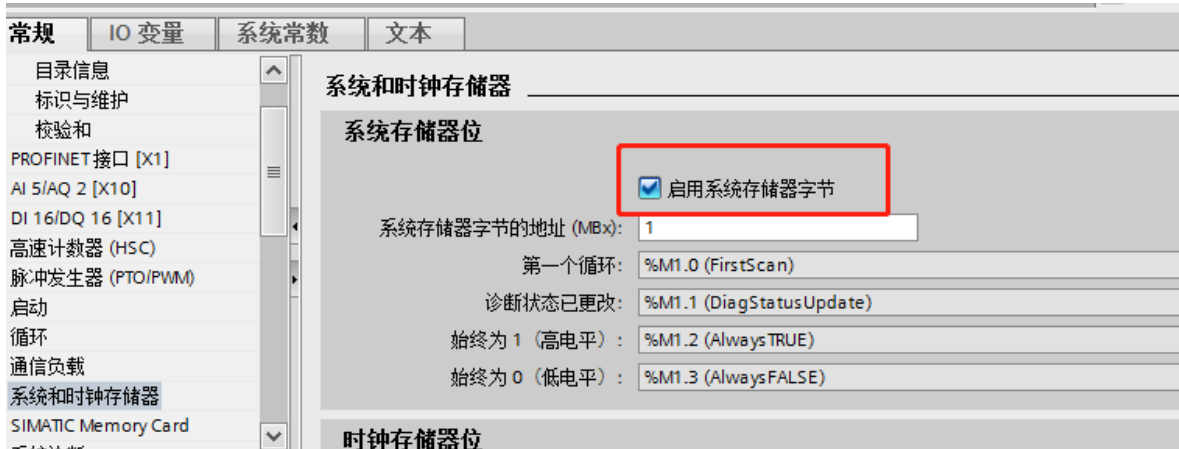 常规 IO 变量 系统常数 文本
目录信息
标识与维护
校验和
PROFINET接口 [X1]
AI 5/AQ 2 [X10]
DI 16/DQ 16 [X11]
高速计数器 (HSC)
脉冲发生器 (PTO/PWM)
启动
循环
通信负载
系统和时钟存储器
SIMATIC Memory Card
系统和时钟存储器
系统存储器位
启用系统存储器字节
系统存储器字节的地址 (MBx): 1
第一个循环: %M1.0 (FirstScan)
诊断状态已更改: %M1.1 (DiagStatusUpdate)
始终为 1（高电平）: %M1.2 (AlwaysTRUE)
始终为 0（低电平）: %M1.3 (AlwaysFALSE)
时钟存储器位